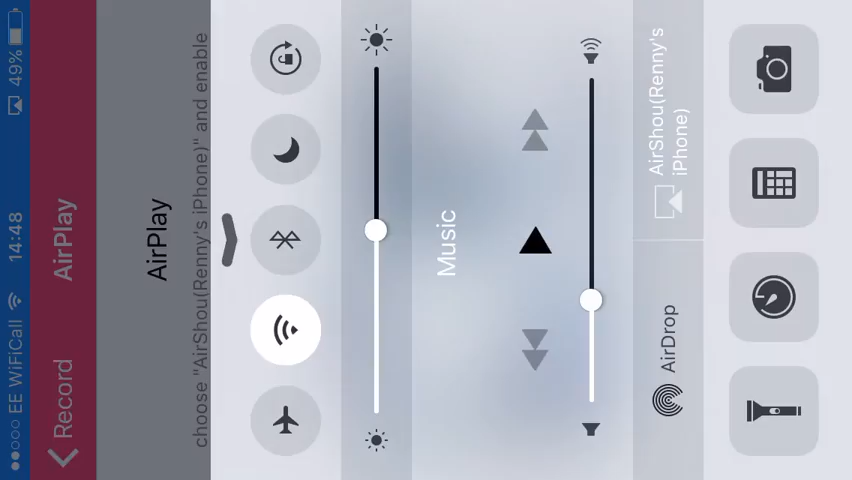 EE WiFiCall 14:48 49%
Record AirPlay
AirPlay
choose "AirShou(Renny's iPhone)" and enable
Music
AirDrop
AirShou(Renny's
iPhone)